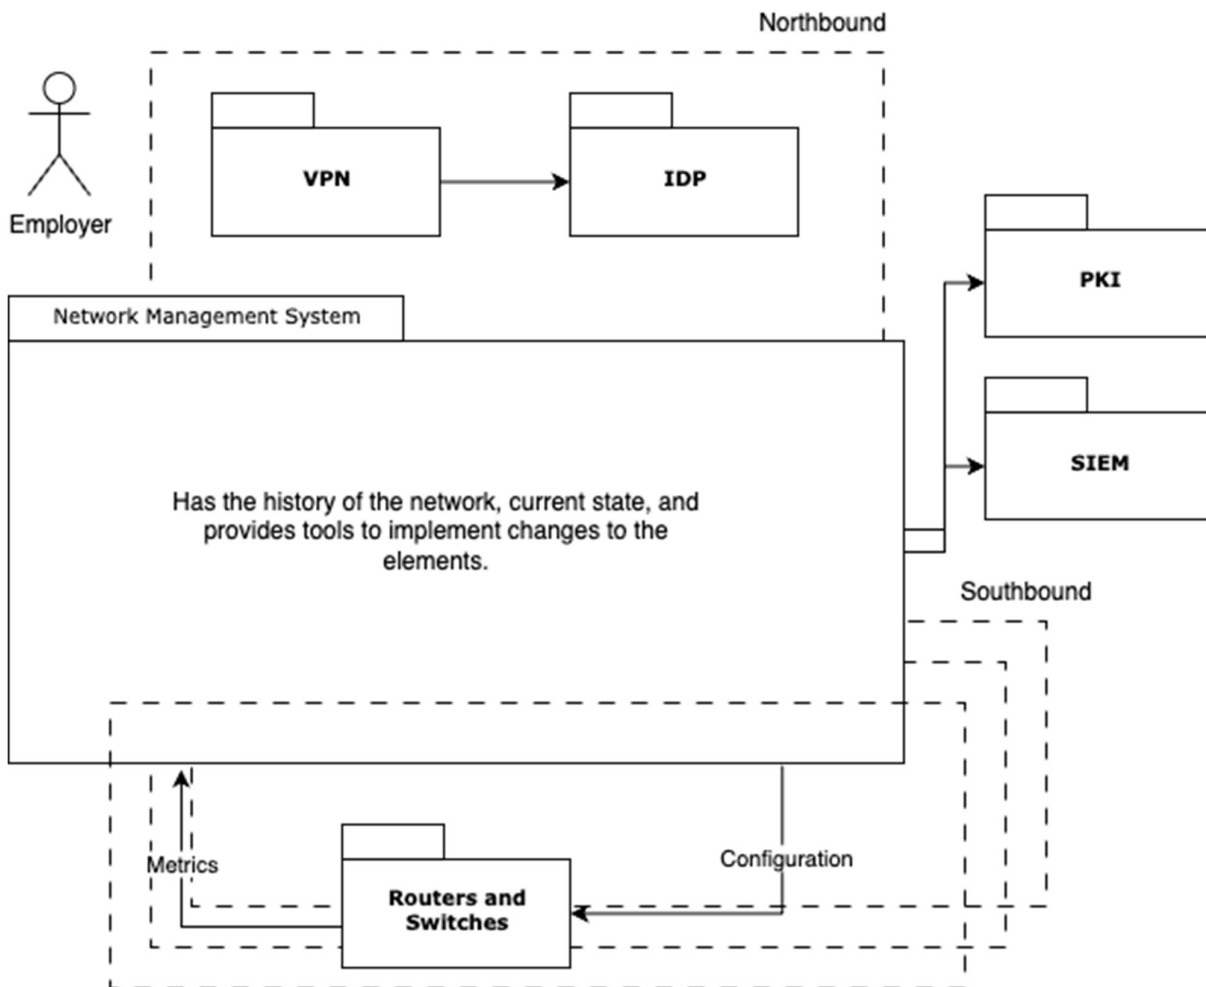 Northbound
VPN
IDP
Employer
PKI
Network Management System
SIEM
Has the history of the network, current state, and
provides tools to implement changes to the
elements.
Southbound
Metrics
Configuration
Routers and
Switches